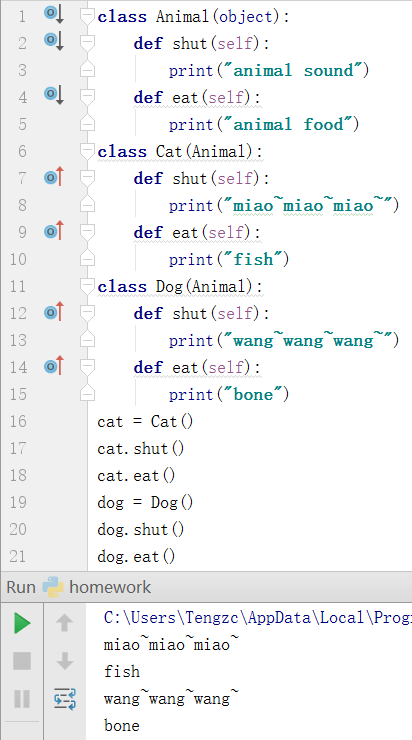 1 class Animal(object):
2 def shut(self):
3 print("animal sound")
4 def eat(self):
5 print("animal food")
6 class Cat(Animal):
7 def shut(self):
8 print("miao~miao~miao~")
9 def eat(self):
10 print("fish")
11 class Dog(Animal):
12 def shut(self):
13 print("wang~wang~wang~")
14 def eat(self):
15 print("bone")
16 cat = Cat()
17 cat.shut()
18 cat.eat()
19 dog = Dog()
20 dog.shut()
21 dog.eat()
Run homework
C:\Users\Tengzc\AppData\Local\Progr
miao~miao~miao~
fish
wang~wang~wang~
bone